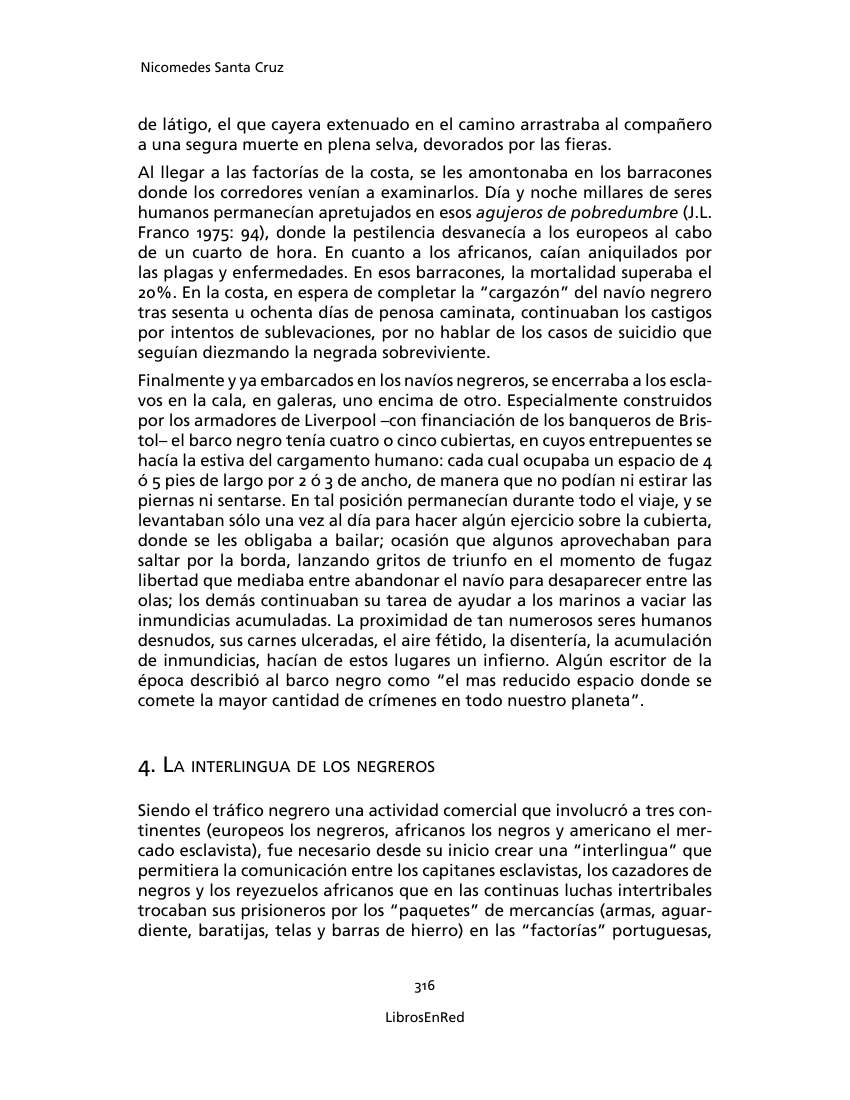 Nicomedes Santa Cruz
de látigo, el que cayera extenuado en el camino arrastraba al compañero
a una segura muerte en plena selva, devorados por las fieras.
Al llegar a las factorías de la costa, se les amontonaba en los barracones
donde los corredores venían a examinarlos. Día y noche millares de seres
humanos permanecían apretujados en esos agujeros de pobredumbre (J.L.
Franco 1975: 94), donde la pestilencia desvanecía a los europeos al cabo
de un cuarto de hora. En cuanto a los africanos, caían aniquilados por
las plagas y enfermedades. En esos barracones, la mortalidad superaba el
20%. En la costa, en espera de completar la “cargazón” del navío negrero
tras sesenta u ochenta días de penosa caminata, continuaban los castigos
por intentos de sublevaciones, por no hablar de los casos de suicidio que
seguían diezmando la negrada sobreviviente.
Finalmente y ya embarcados en los navíos negreros, se encerraba a los escla-
vos en la cala, en galeras, uno encima de otro. Especialmente construidos
por los armadores de Liverpool –con financiación de los banqueros de Bris-
tol– el barco negro tenía cuatro o cinco cubiertas, en cuyos entrepuentes se
hacía la estiva del cargamento humano: cada cual ocupaba un espacio de 4
ó 5 pies de largo por 2 ó 3 de ancho, de manera que no podían ni estirar las
piernas ni sentarse. En tal posición permanecían durante todo el viaje, y se
levantaban sólo una vez al día para hacer algún ejercicio sobre la cubierta,
donde se les obligaba a bailar; ocasión que algunos aprovechaban para
saltar por la borda, lanzando gritos de triunfo en el momento de fugaz
libertad que mediaba entre abandonar el navío para desaparecer entre las
olas; los demás continuaban su tarea de ayudar a los marinos a vaciar las
inmundicias acumuladas. La proximidad de tan numerosos seres humanos
desnudos, sus carnes ulceradas, el aire fétido, la disentería, la acumulación
de inmundicias, hacían de estos lugares un infierno. Algún escritor de la
época describió al barco negro como “el mas reducido espacio donde se
comete la mayor cantidad de crímenes en todo nuestro planeta”.
4. La interlingua de los negreros
Siendo el tráfico negrero una actividad comercial que involucró a tres con-
tinentes (europeos los negreros, africanos los negros y americano el mer-
cado esclavista), fue necesario desde su inicio crear una “interlingua” que
permitiera la comunicación entre los capitanes esclavistas, los cazadores de
negros y los reyezuelos africanos que en las continuas luchas intertribales
trocaban sus prisioneros por los “paquetes” de mercancías (armas, aguar-
diente, baratijas, telas y barras de hierro) en las “factorías” portuguesas,
316
LibrosEnRed